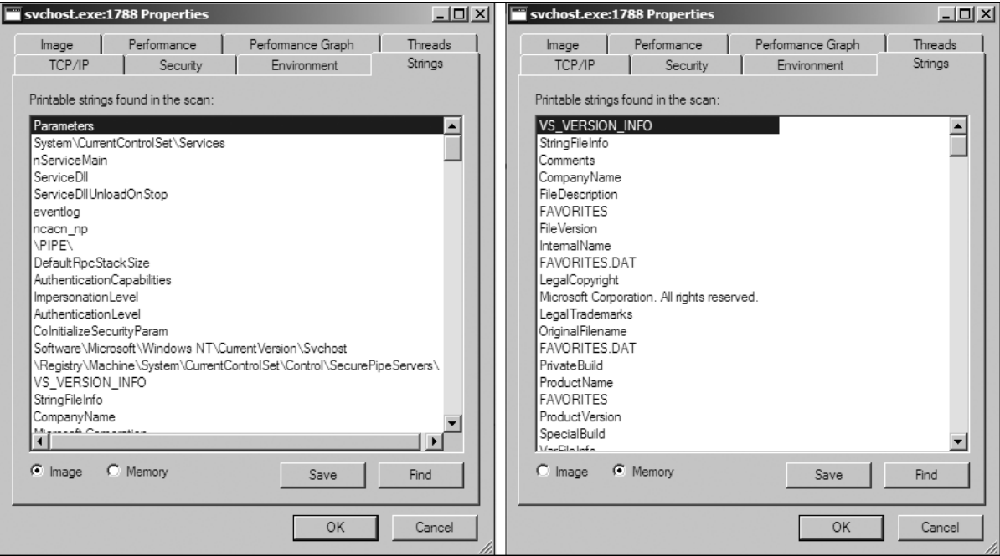 svchost.exe:1788 Properties
Image Performance Performance Graph Threads
TCP/IP Security Environment Strings
Printable strings found in the scan:
Parameters
System\CurrentControlSet\Services
nServiceMain
ServiceDll
ServiceDllUnloadOnStop
eventlog
ncacn_np
\PIPE\
DefaultRpcStackSize
AuthenticationCapabilities
ImpersonationLevel
AuthenticationLevel
CoInitializeSecurityParam
Software\Microsoft\Windows NT\CurrentVersion\Svchost
\Registry\Machine\System\CurrentControlSet\Control\SecurePipeServers\
VS_VERSION_INFO
StringFileInfo
CompanyName
Microsoft Corporation
Image Memory Save Find
OK Cancel
svchost.exe:1788 Properties
Image Performance Performance Graph Threads
TCP/IP Security Environment Strings
Printable strings found in the scan:
VS_VERSION_INFO
StringFileInfo
Comments
CompanyName
FileDescription
FAVORITES
FileVersion
InternalName
FAVORITES.DAT
LegalCopyright
Microsoft Corporation. All rights reserved.
LegalTrademarks
OriginalFilename
FAVORITES.DAT
PrivateBuild
ProductName
FAVORITES
ProductVersion
SpecialBuild
VarFileInfo
Image Memory Save Find
OK Cancel